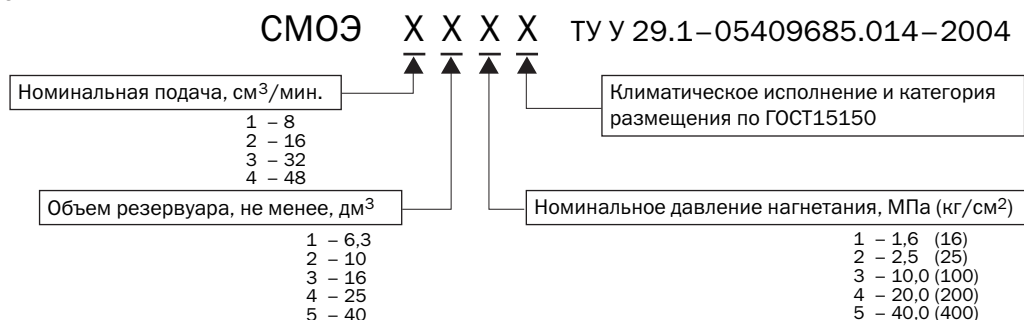 СМОЭ X X X X ТУ У 29.1–05409685.014–2004
Номинальная подача, см³/мин.
1 – 8
2 – 16
3 – 32
4 – 48
Климатическое исполнение и категория
размещения по ГОСТ15150
Объем резервуара, не менее, дм³
1 – 6,3
2 – 10
3 – 16
4 – 25
5 – 40
Номинальное давление нагнетания, МПа (кг/см²)
1 – 1,6 (16)
2 – 2,5 (25)
3 – 10,0 (100)
4 – 20,0 (200)
5 – 40,0 (400)